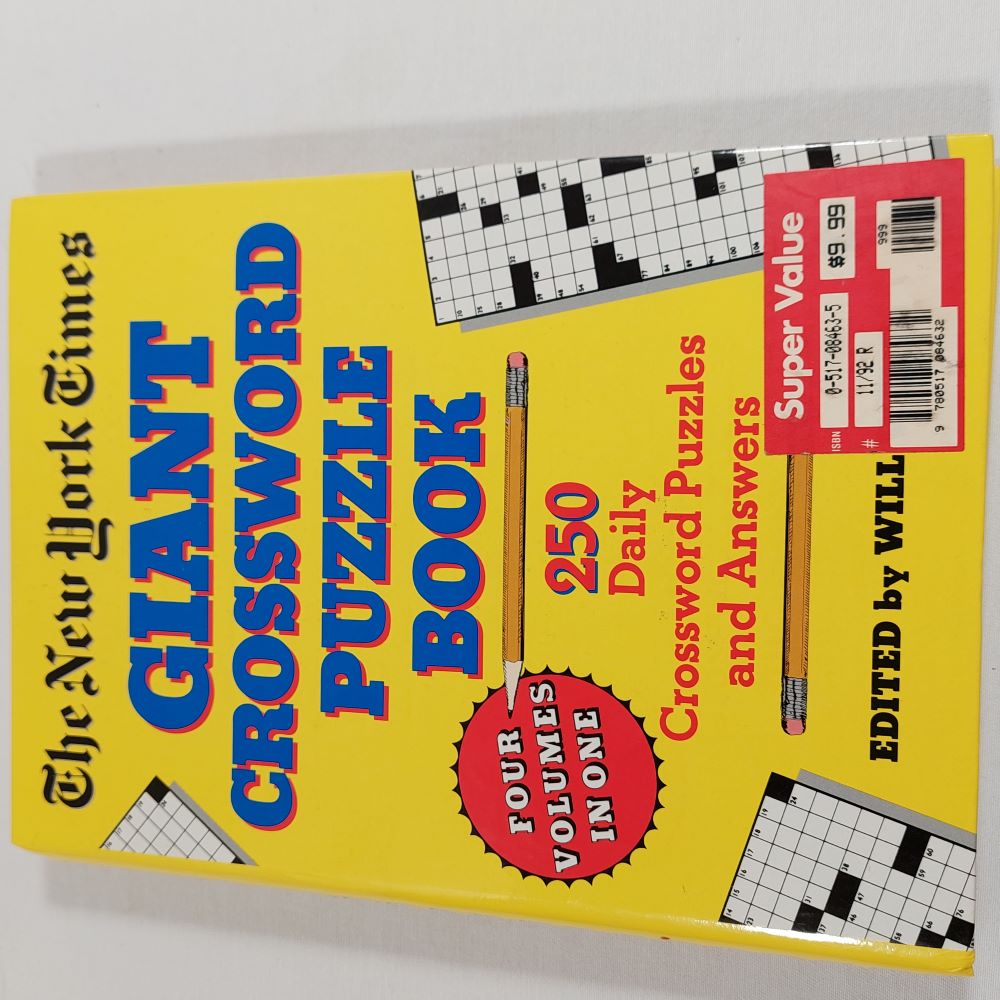 The New York Times
GIANT
CROSSWORD
PUZZLE
BOOK
FOUR
VOLUMES
IN ONE
250
Daily
Crossword Puzzles
and Answers
EDITED by WILL
Super Value
ISBN 0-517-08463-5 $9.99
# 11/92 R 999
9 780517 084632